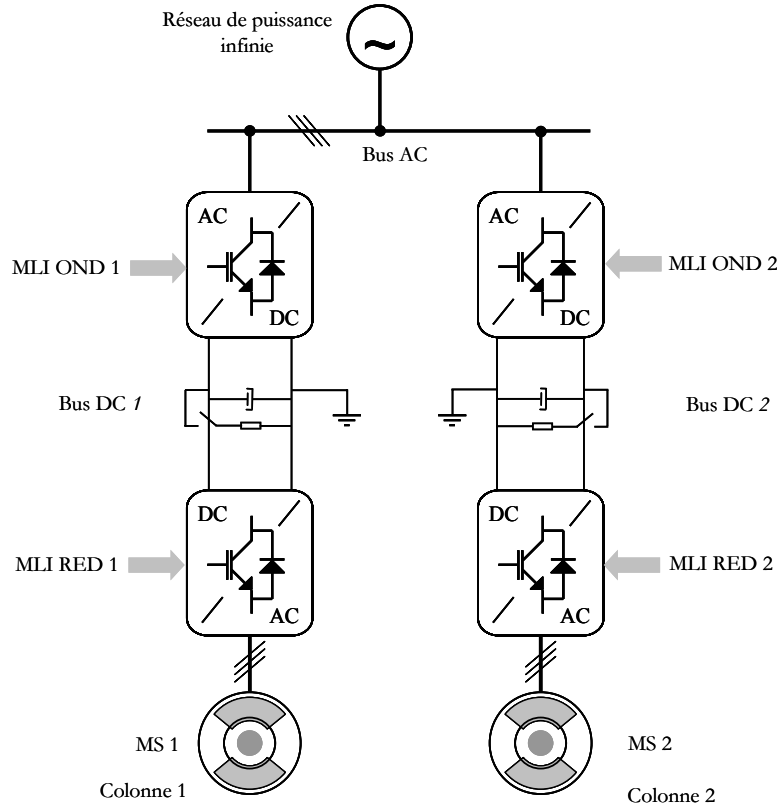 Réseau de puissance
infinie
~
Bus AC
AC
DC
AC
DC
MLI OND 1
MLI OND 2
Bus DC 1
Bus DC 2
DC
AC
DC
AC
MLI RED 1
MLI RED 2
MS 1
MS 2
Colonne 1
Colonne 2